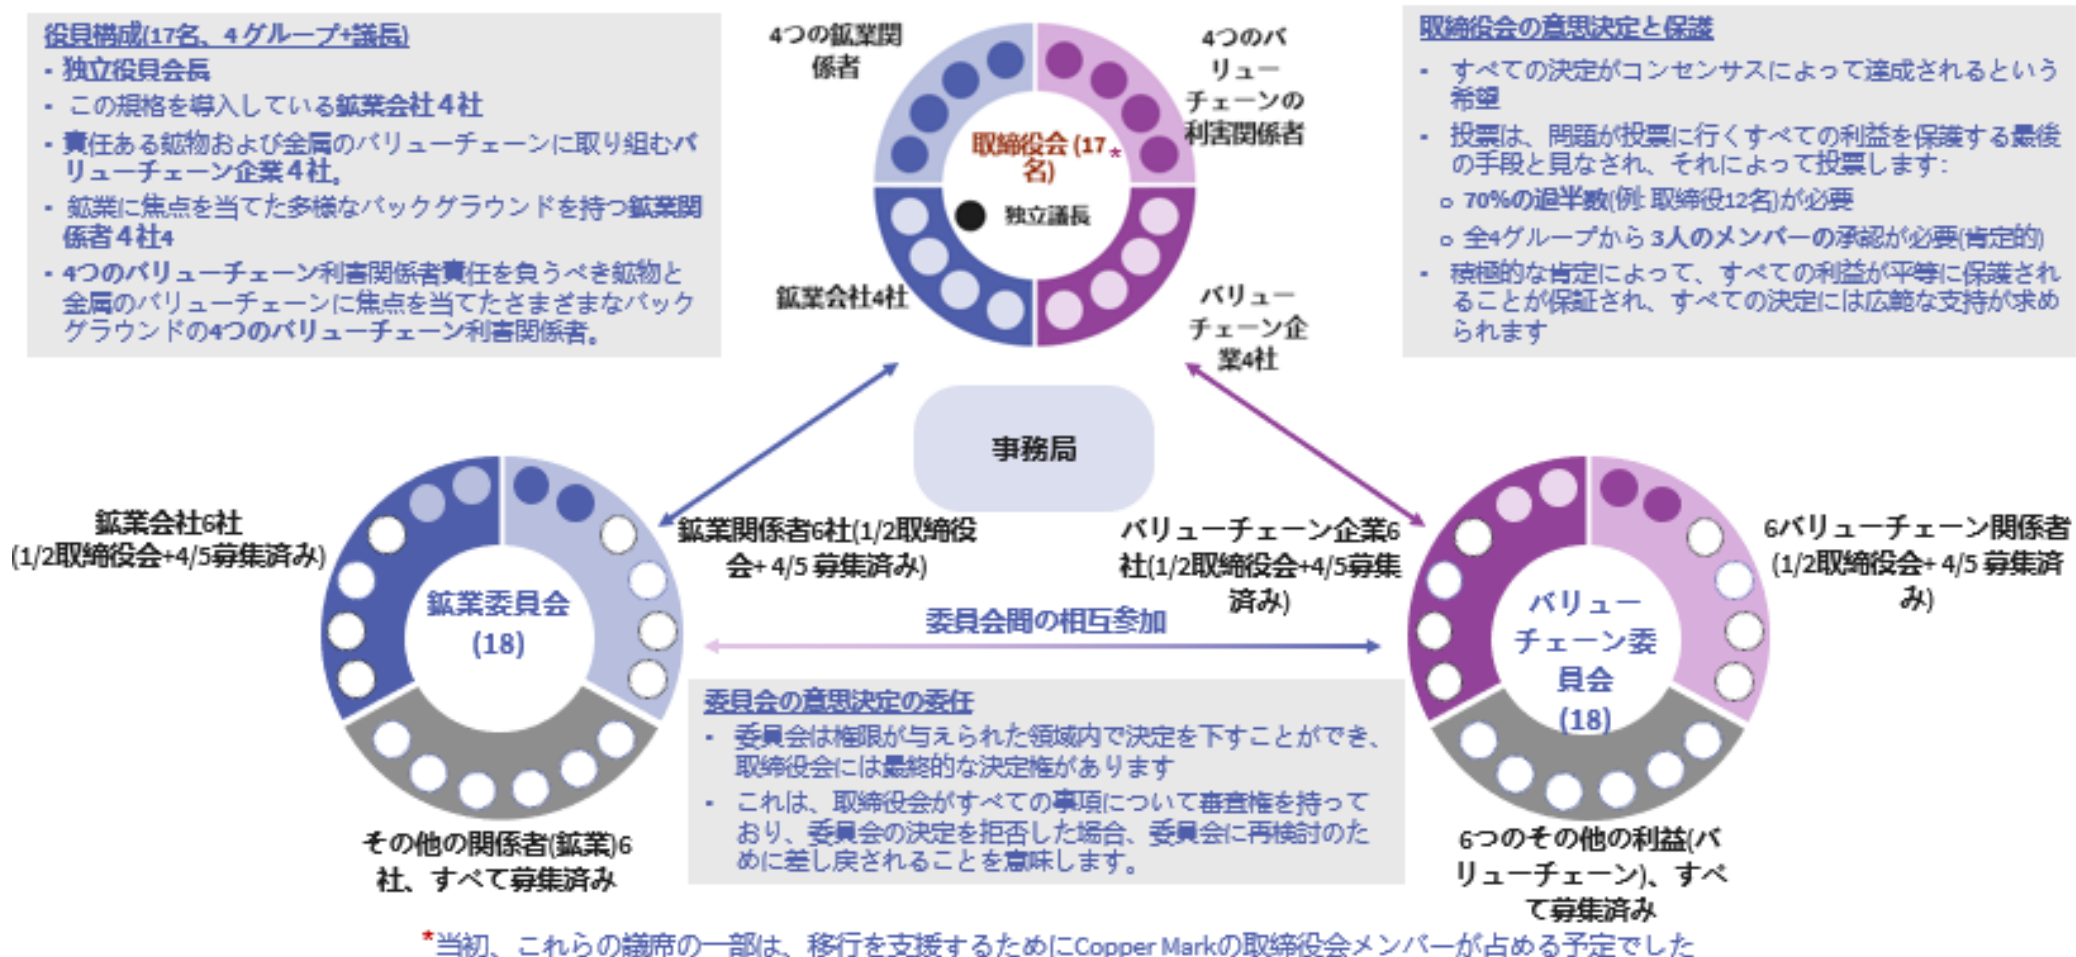 役員構成(17名、4 グループ+議長)
- 独立役員会長
- この規格を導入している鉱業会社４社
- 責任ある鉱物および金属のバリューチェーンに取り組むバ
リューチェーン企業４社。
- 鉱業に焦点を当てた多様なバックグラウンドを持つ鉱業関
係者４社4
- 4つのバリューチェーン利害関係者責任を負うべき鉱物と
金属のバリューチェーンに焦点を当てたさまざまなバック
グラウンドの4つのバリューチェーン利害関係者。
4つの鉱業関
係者
4つのバ
リュー
チェーンの
利害関係者
取締役会 (17*
名)
独立議長
鉱業会社4社
バリュー
チェーン企
業4社
取締役会の意思決定と保護
- すべての決定がコンセンサスによって達成されるという
希望
- 投票は、問題が投票に行くすべての利益を保護する最後
の手段と見なされ、それによって投票します:
o 70%の過半数(例: 取締役12名)が必要
o 全4グループから 3人のメンバーの承認が必要(肯定的)
- 積極的な肯定によって、すべての利益が平等に保護され
ることが保証され、すべての決定には広範な支持が求め
られます
事務局
鉱業会社6社
(1/2取締役会+4/5募集済み)
鉱業関係者6社(1/2取締役
会+ 4/5 募集済み)
バリューチェーン企業6
社(1/2取締役会+4/5募集
済み)
6バリューチェーン関係者
(1/2取締役会+ 4/5 募集済
み)
鉱業委員会
(18)
委員会間の相互参加
バリュー
チェーン委
員会
(18)
委員会の意思決定の委任
- 委員会は権限が与えられた領域内で決定を下すことができ、
取締役会には最終的な決定権があります
- これは、取締役会がすべての事項について審査権を持って
おり、委員会の決定を拒否した場合、委員会に再検討のた
めに差し戻されることを意味します。
その他の関係者(鉱業)6
社、すべて募集済み
6つのその他の利益(バ
リューチェーン)、すべ
て募集済み
*当初、これらの議席の一部は、移行を支援するためにCopper Markの取締役会メンバーが占める予定でした